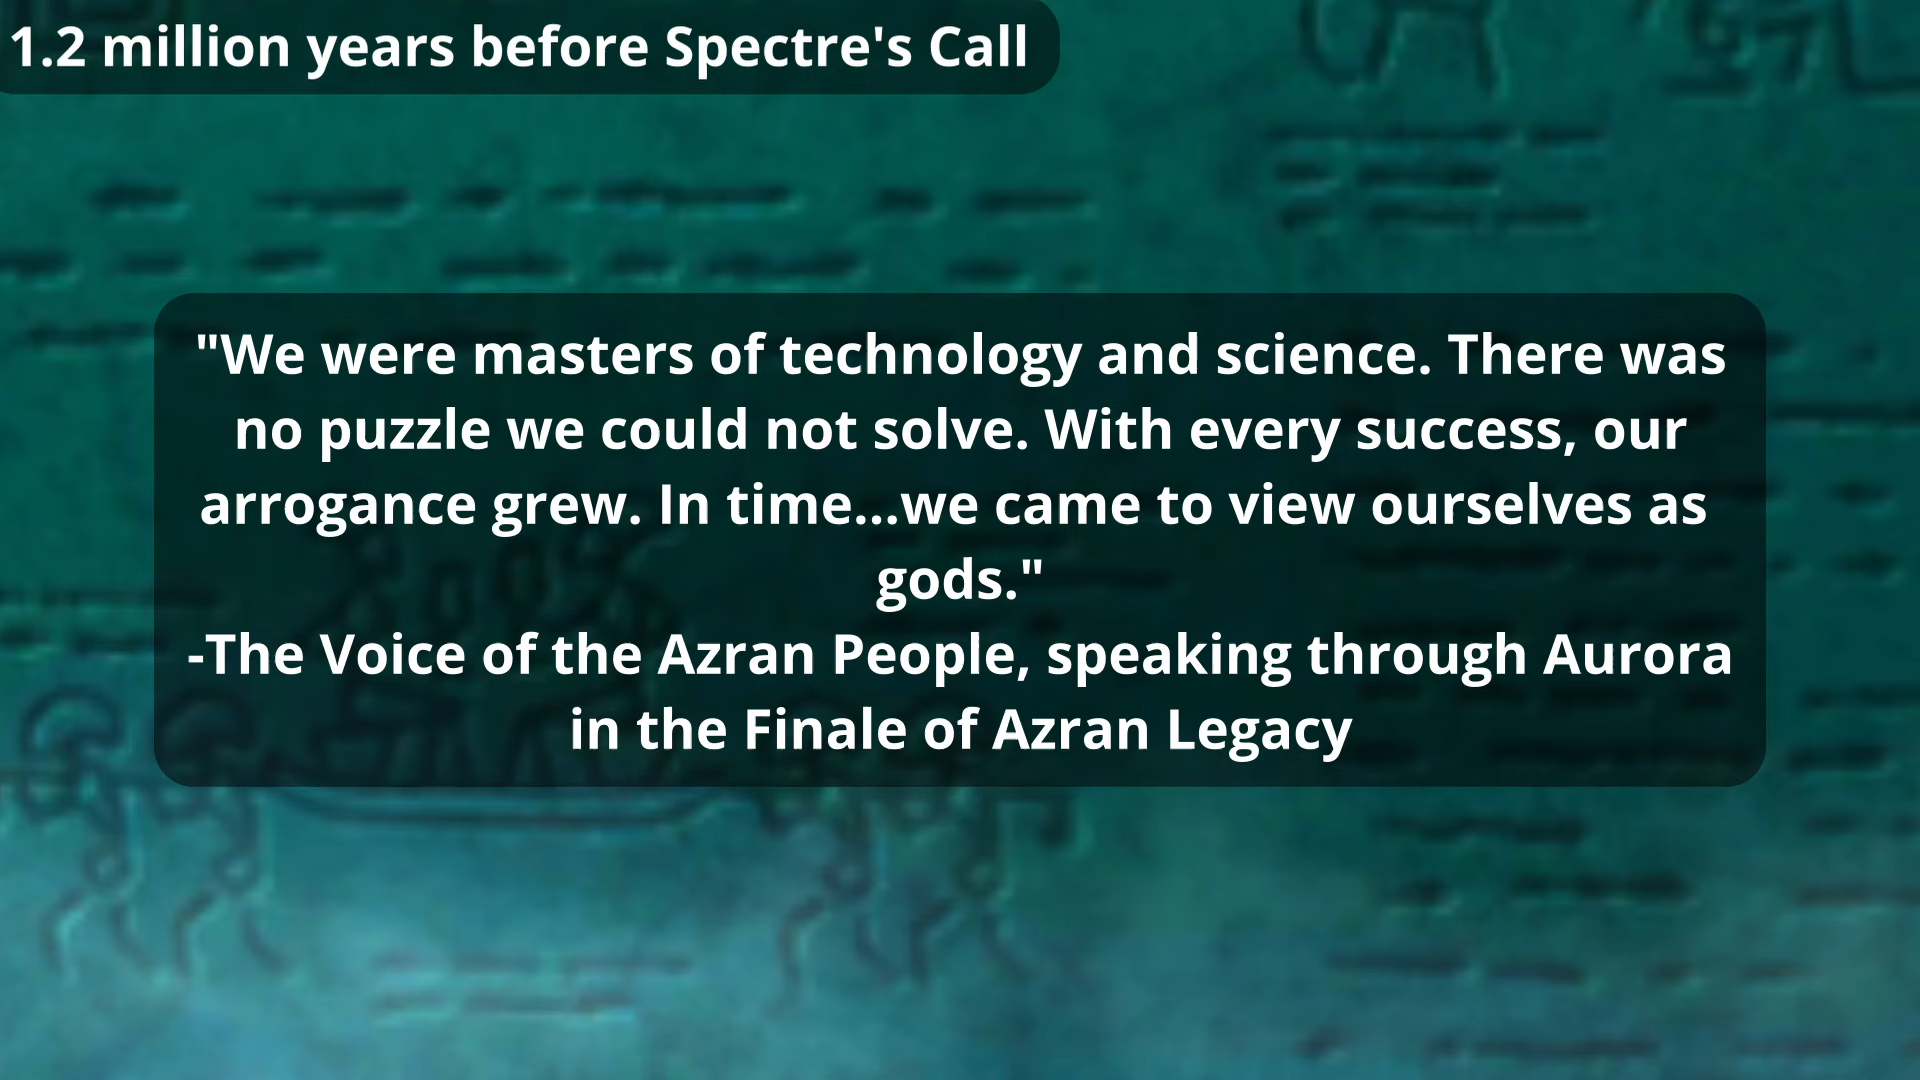 1.2 million years before Spectre's Call
"We were masters of technology and science. There was
no puzzle we could not solve. With every success, our
arrogance grew. In time...we came to view ourselves as
gods."
-The Voice of the Azran People, speaking through Aurora
in the Finale of Azran Legacy